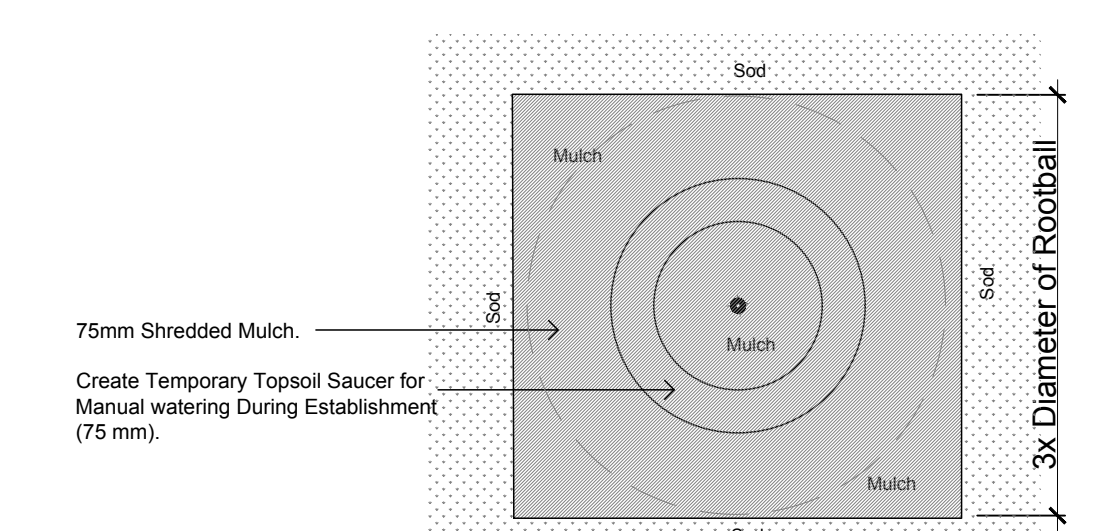 Sod
Mulch
Sod
Sod
3x Diameter of Rootball
75mm Shredded Mulch.
Mulch
Create Temporary Topsoil Saucer for
Manual watering During Establishment
(75 mm).
Mulch